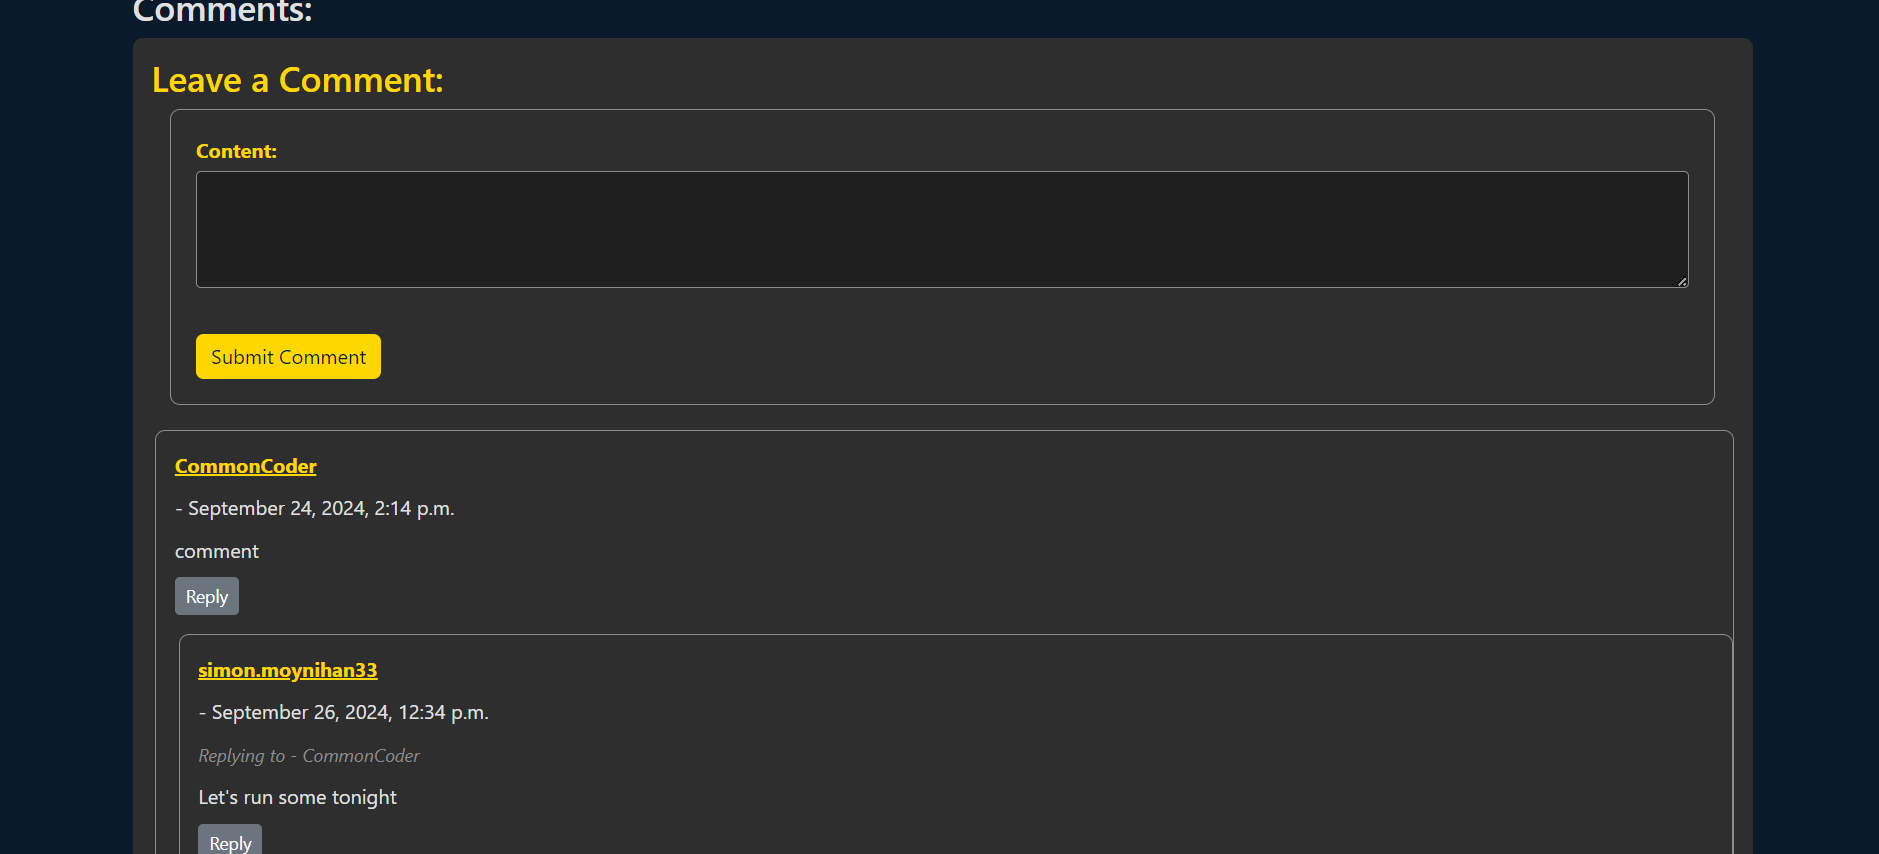 Comments:
Leave a Comment:
Content:
Submit Comment
CommonCoder
- September 24, 2024, 2:14 p.m.
comment
Reply
simon.moynihan33
- September 26, 2024, 12:34 p.m.
Replying to - CommonCoder
Let's run some tonight
Reply